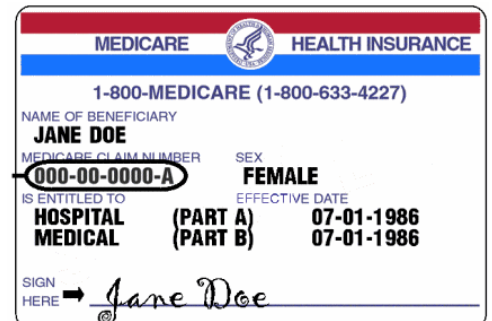 MEDICARE HEALTH INSURANCE
1-800-MEDICARE (1-800-633-4227)
NAME OF BENEFICIARY
JANE DOE
MEDICARE CLAIM NUMBER SEX
000-00-0000-A FEMALE
IS ENTITLED TO EFFECTIVE DATE
HOSPITAL (PART A) 07-01-1986
MEDICAL (PART B) 07-01-1986
SIGN
HERE Jane Doe